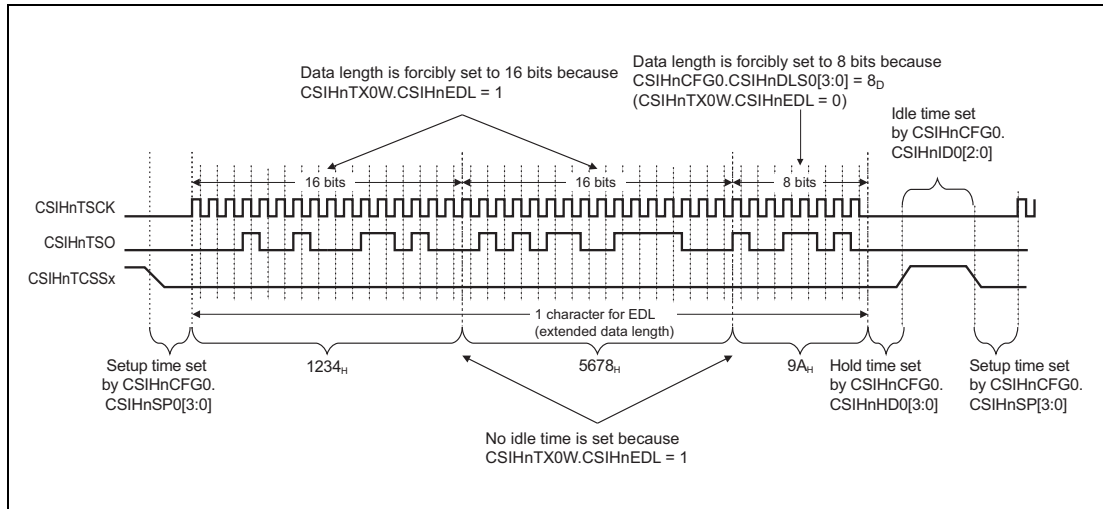 Data length is forcibly set to 16 bits because
CSIHnTX0W.CSIHnEDL = 1
Data length is forcibly set to 8 bits because
CSIHnCFG0.CSIHnDLS0[3:0] = 8D
(CSIHnTX0W.CSIHnEDL = 0)
Idle time set
by CSIHnCFG0.
CSIHnID0[2:0]
16 bits
16 bits
8 bits
CSIHnTSCK
CSIHnTSO
CSIHnTCSSx
1 character for EDL
(extended data length)
Setup time set
by CSIHnCFG0.
CSIHnSP0[3:0]
1234H
5678H
9AH
Hold time set
by CSIHnCFG0.
CSIHnHD0[3:0]
Setup time set
by CSIHnCFG0.
CSIHnSP[3:0]
No idle time is set because
CSIHnTX0W.CSIHnEDL = 1